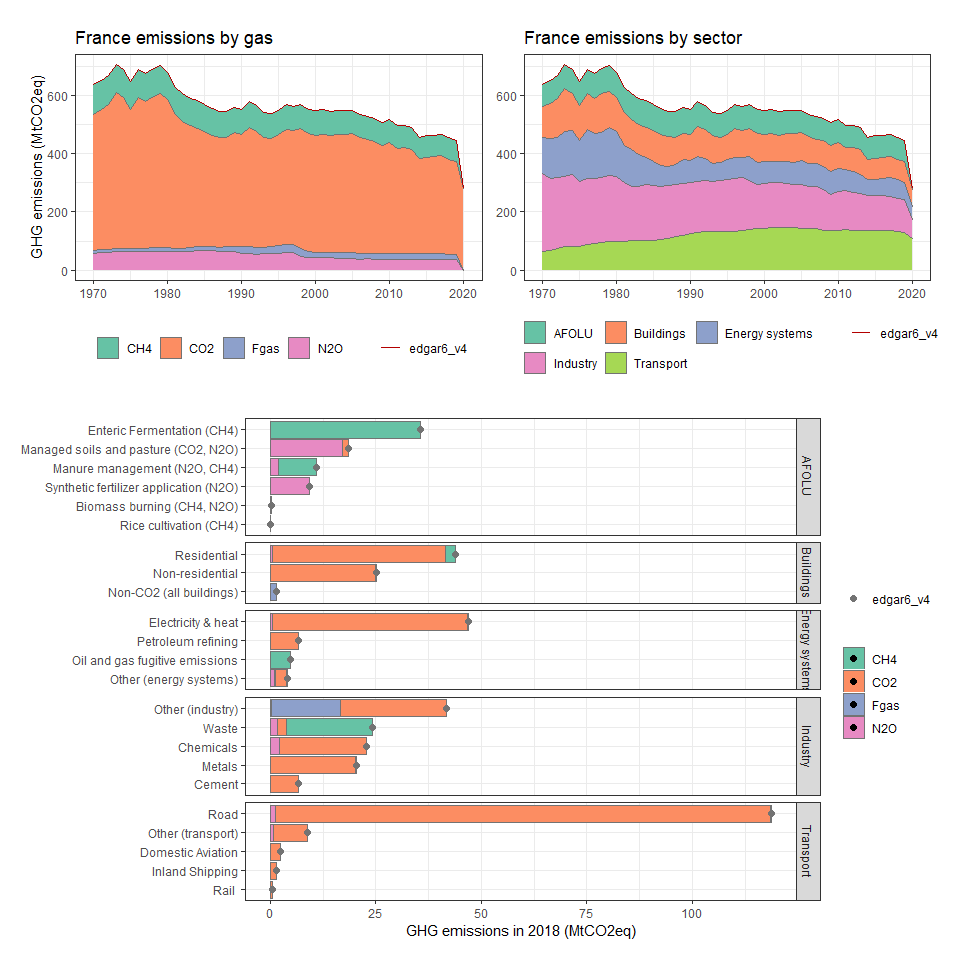 France emissions by gas
France emissions by sector
GHG emissions (MtCO2eq)
600
400
200
0
1970
1980
1990
2000
2010
2020
600
400
200
0
1970
1980
1990
2000
2010
2020
CH4
CO2
Fgas
N2O
edgar6_v4
AFOLU
Buildings
Energy systems
edgar6_v4
Industry
Transport
Enteric Fermentation (CH4)
Managed soils and pasture (CO2, N2O)
Manure management (N2O, CH4)
Synthetic fertilizer application (N2O)
Biomass burning (CH4, N2O)
Rice cultivation (CH4)
AFOLU
Residential
Non-residential
Non-CO2 (all buildings)
Buildings
Electricity & heat
Petroleum refining
Oil and gas fugitive emissions
Other (energy systems)
Energy systems
Other (industry)
Waste
Chemicals
Metals
Cement
Industry
Road
Other (transport)
Domestic Aviation
Inland Shipping
Rail
Transport
0
25
50
75
100
GHG emissions in 2018 (MtCO2eq)
edgar6_v4
CH4
CO2
Fgas
N2O